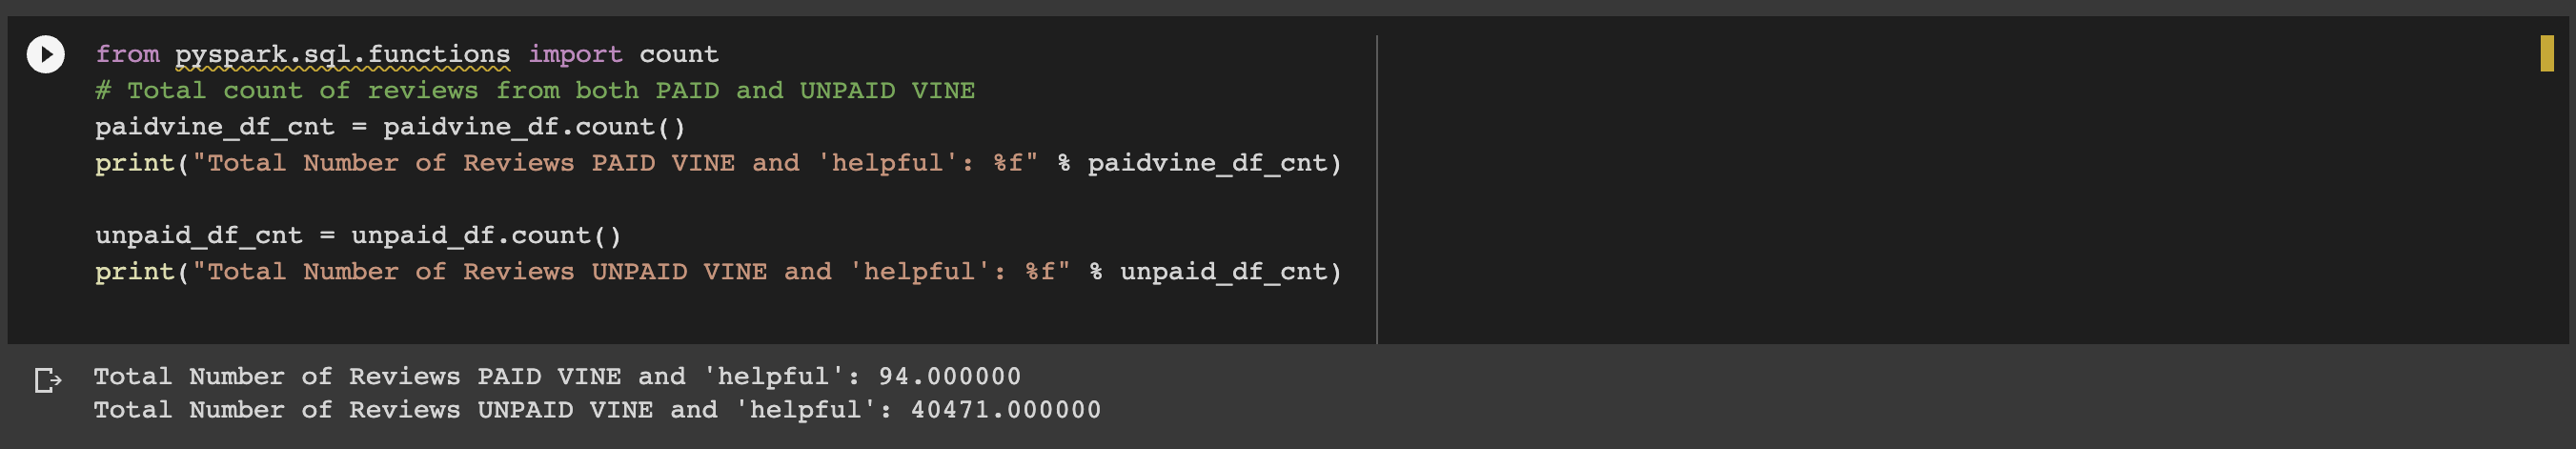 from pyspark.sql.functions import count
# Total count of reviews from both PAID and UNPAID VINE
paidvine_df_cnt = paidvine_df.count()
print("Total Number of Reviews PAID VINE and 'helpful': %f" % paidvine_df_cnt)
unpaid_df_cnt = unpaid_df.count()
print("Total Number of Reviews UNPAID VINE and 'helpful': %f" % unpaid_df_cnt)
Total Number of Reviews PAID VINE and 'helpful': 94.000000
Total Number of Reviews UNPAID VINE and 'helpful': 40471.000000